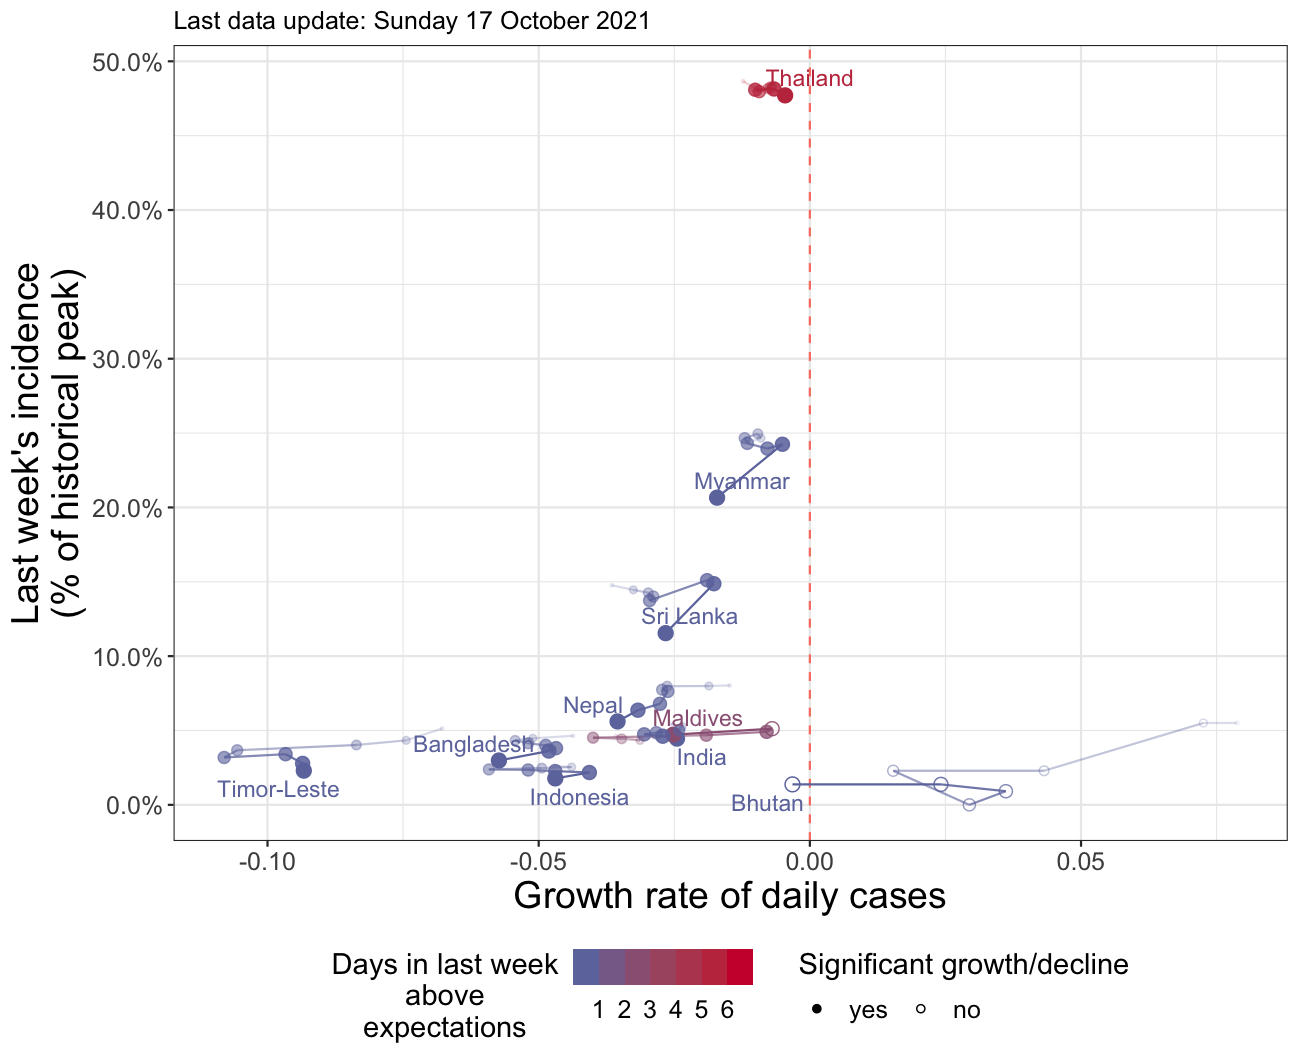 Last data update: Sunday 17 October 2021
Last week's incidence
(% of historical peak)
50.0%
40.0%
30.0%
20.0%
10.0%
0.0%
Thailand
Myanmar
Sri Lanka
Nepal
Maldives
Bangladesh
India
Timor-Leste
Indonesia
Bhutan
-0.10
-0.05
0.00
0.05
Growth rate of daily cases
Days in last week
above
expectations
1 2 3 4 5 6
Significant growth/decline
yes no